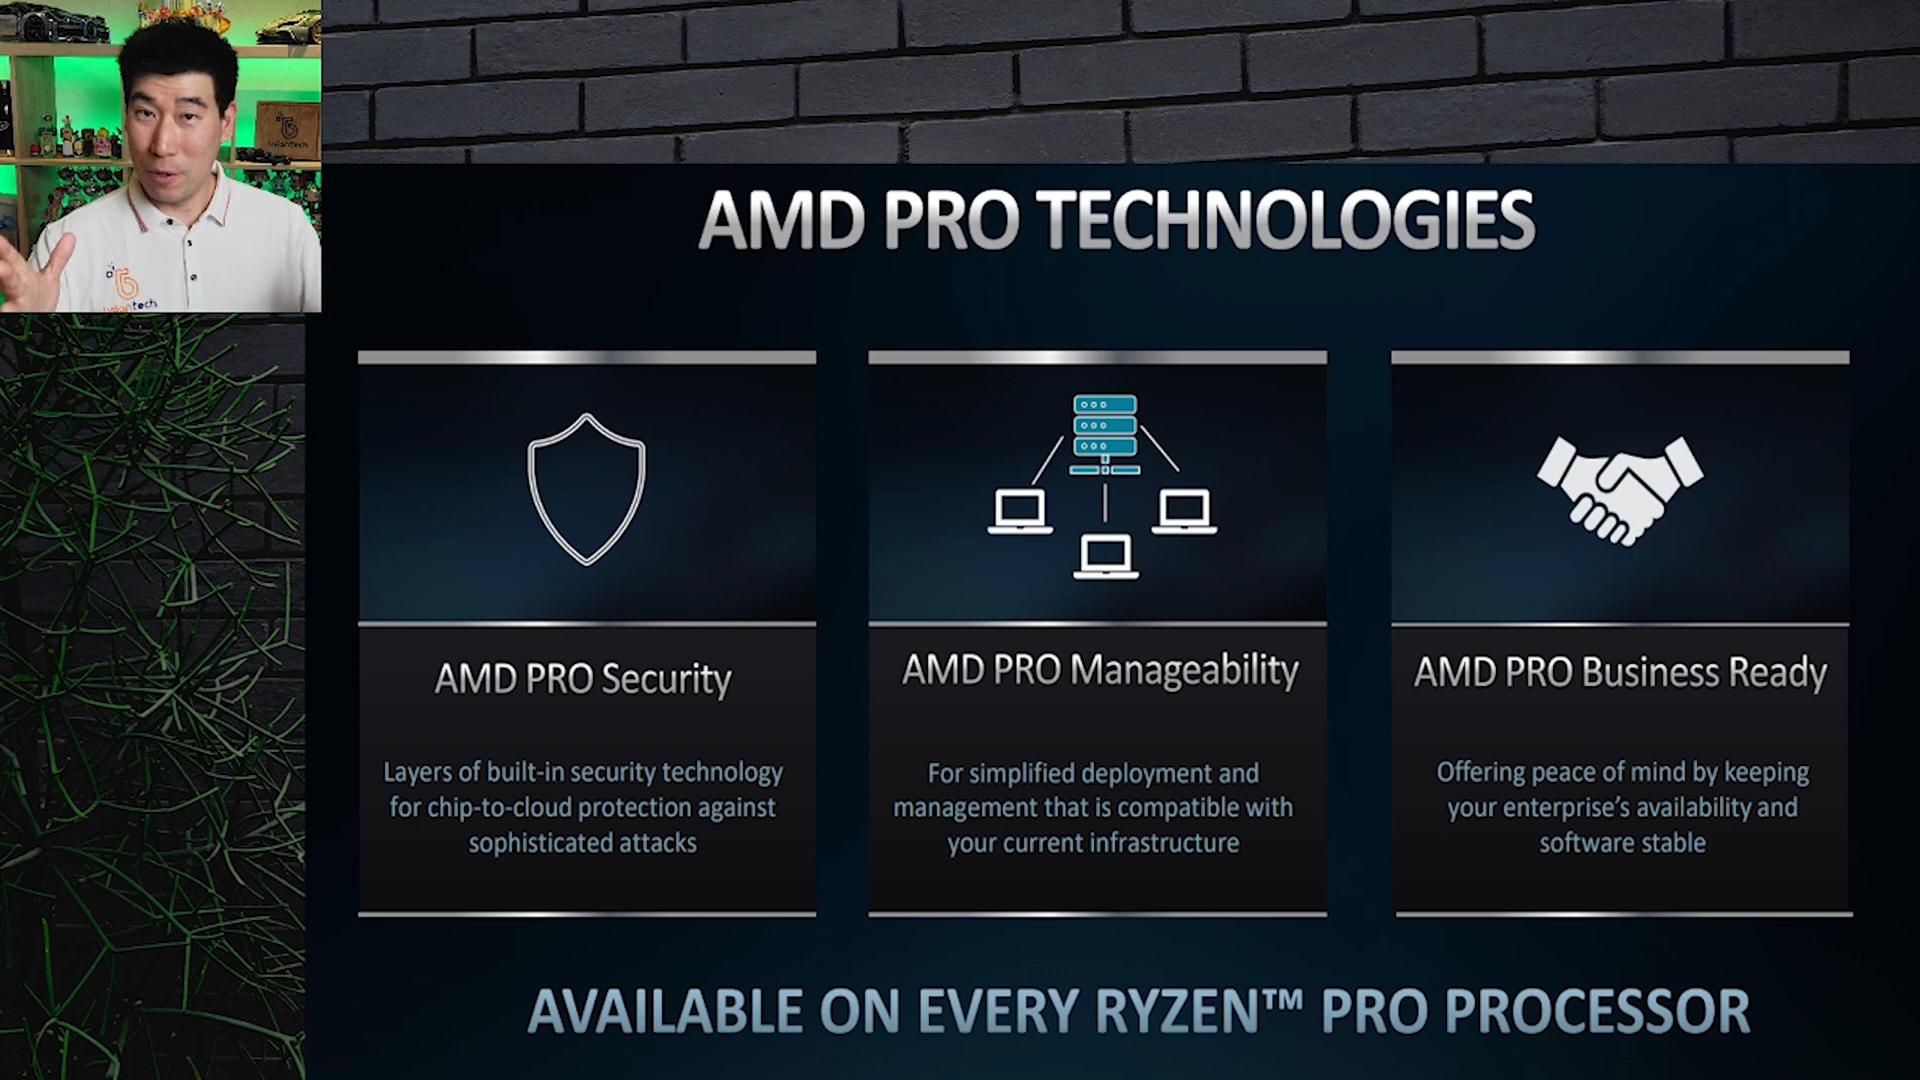 AMD PRO TECHNOLOGIES
AMD PRO Security
Layers of built-in security technology
for chip-to-cloud protection against
sophisticated attacks
AMD PRO Manageability
For simplified deployment and
management that is compatible with
your current infrastructure
AMD PRO Business Ready
Offering peace of mind by keeping
your enterprise’s availability and
software stable
AVAILABLE ON EVERY RYZEN™ PRO PROCESSOR